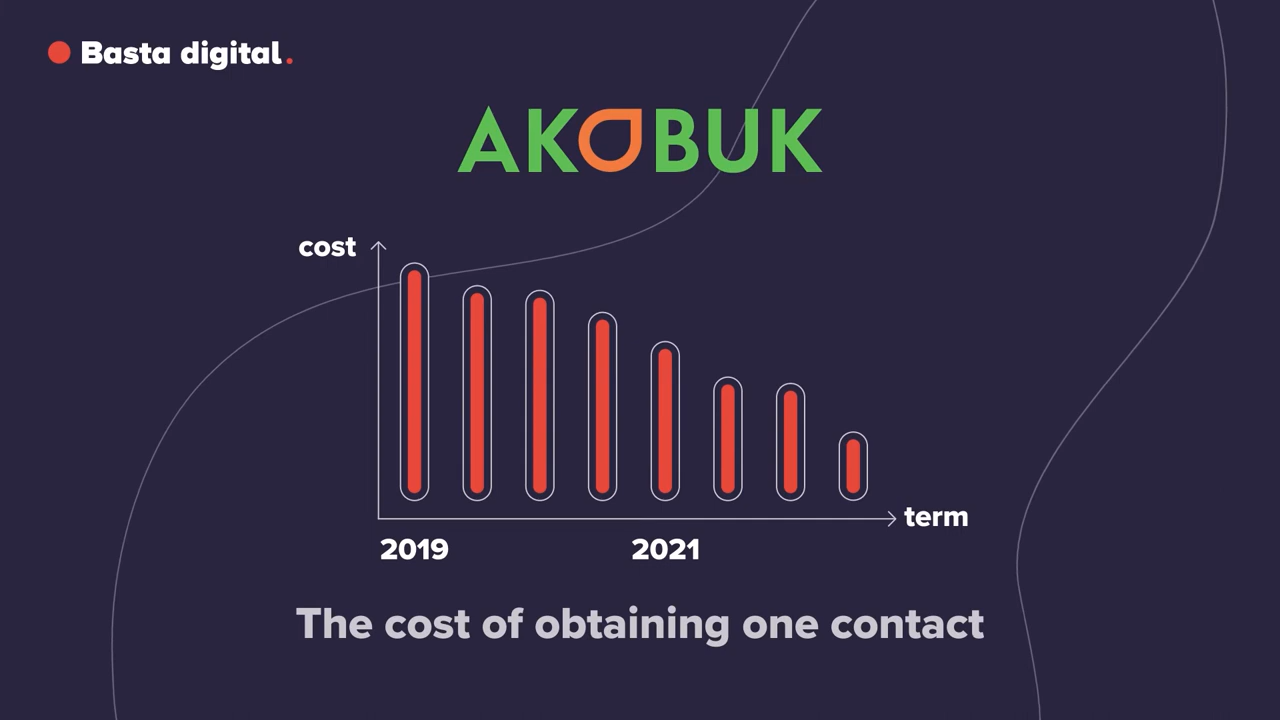 Basta digital.
AKOBUK
cost
term
2019 2021
The cost of obtaining one contact